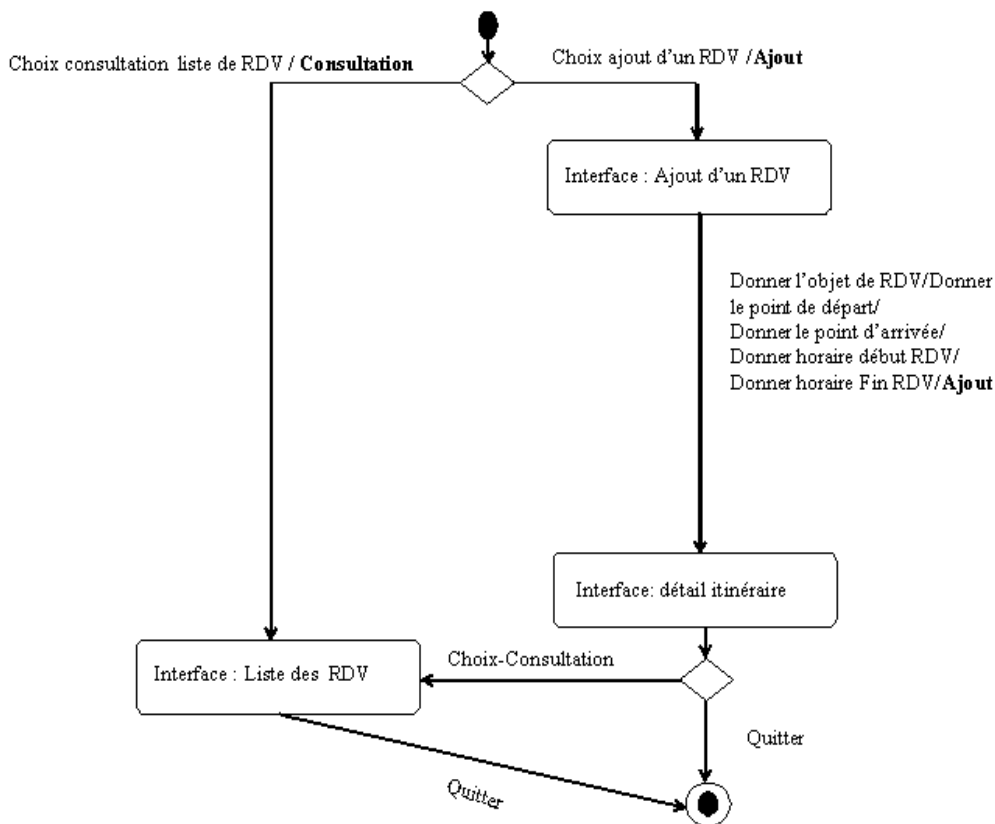 Choix consultation liste de RDV / Consultation
Choix ajout d'un RDV /Ajout
Interface : Ajout d'un RDV
Donner l'objet de RDV/Donner
le point de départ/
Donner le point d'arrivée/
Donner horaire début RDV/
Donner horaire Fin RDV/Ajout
Interface: détail itinéraire
Choix-Consultation
Interface : Liste des RDV
Quitter
Quitter